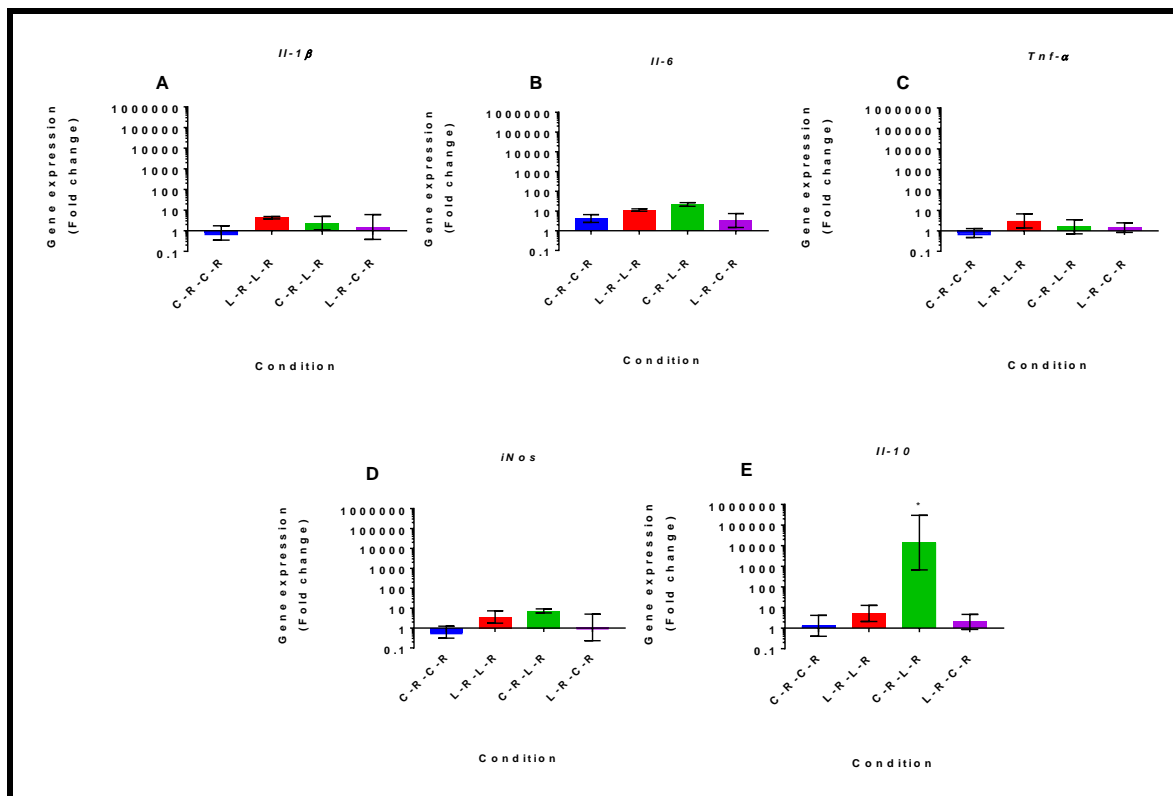 Il-1β
A
1000000
100000
10000
1000
100
10
1
0.1
Gene expression
(Fold change)
C-R-C-R
L-R-L-R
C-R-L-R
L-R-C-R
Condition
Il-6
B
1000000
100000
10000
1000
100
10
1
0.1
Gene expression
(Fold change)
C-R-C-R
L-R-L-R
C-R-L-R
L-R-C-R
Condition
Tnf-α
C
1000000
100000
10000
1000
100
10
1
0.1
Gene expression
(Fold change)
C-R-C-R
L-R-L-R
C-R-L-R
L-R-C-R
Condition
iNos
D
1000000
100000
10000
1000
100
10
1
0.1
Gene expression
(Fold change)
C-R-C-R
L-R-L-R
C-R-L-R
L-R-C-R
Condition
Il-10
E
*
1000000
100000
10000
1000
100
10
1
0.1
Gene expression
(Fold change)
C-R-C-R
L-R-L-R
C-R-L-R
L-R-C-R
Condition